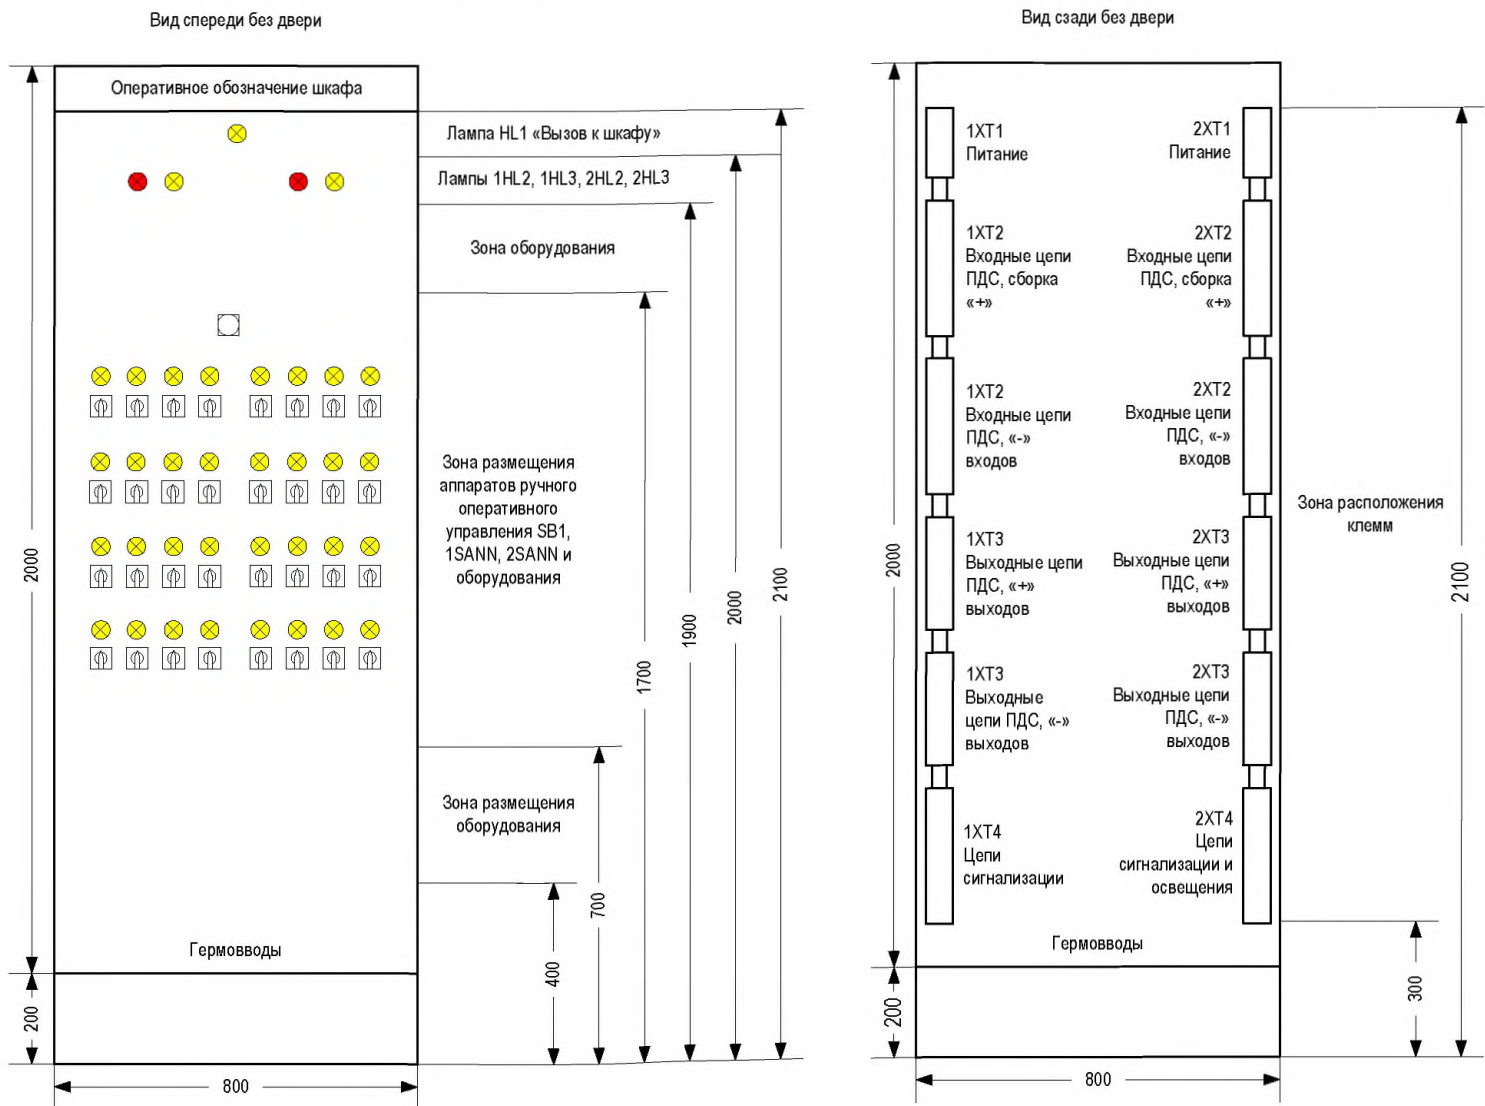 Вид спереди без двери
Оперативное обозначение шкафа
Лампа HL1 «Вызов к шкафу»
Лампы 1HL2, 1HL3, 2HL2, 2HL3
Зона оборудования
Зона размещения
аппаратов ручного
оперативного
управления SB1,
1SANN, 2SANN и
оборудования
Зона размещения
оборудования
Гермовводы
2000
200
800
400
700
1700
1900
2000
2100
Вид сзади без двери
1XT1
Питание
1XT2
Входные цепи
ПДС, сборка
«+»
1XT2
Входные цепи
ПДС, «-»
входов
1XT3
Выходные цепи
ПДС, «+»
выходов
1XT3
Выходные
цепи ПДС, «-»
выходов
1XT4
Цепи
сигнализации
2XT1
Питание
2XT2
Входные цепи
ПДС, сборка
«+»
2XT2
Входные цепи
ПДС, «-»
входов
2XT3
Выходные цепи
ПДС, «+»
выходов
2XT3
Выходные цепи
ПДС, «-»
выходов
2XT4
Цепи
сигнализации и
освещения
Гермовводы
Зона расположения
клемм
2000
200
800
300
2100